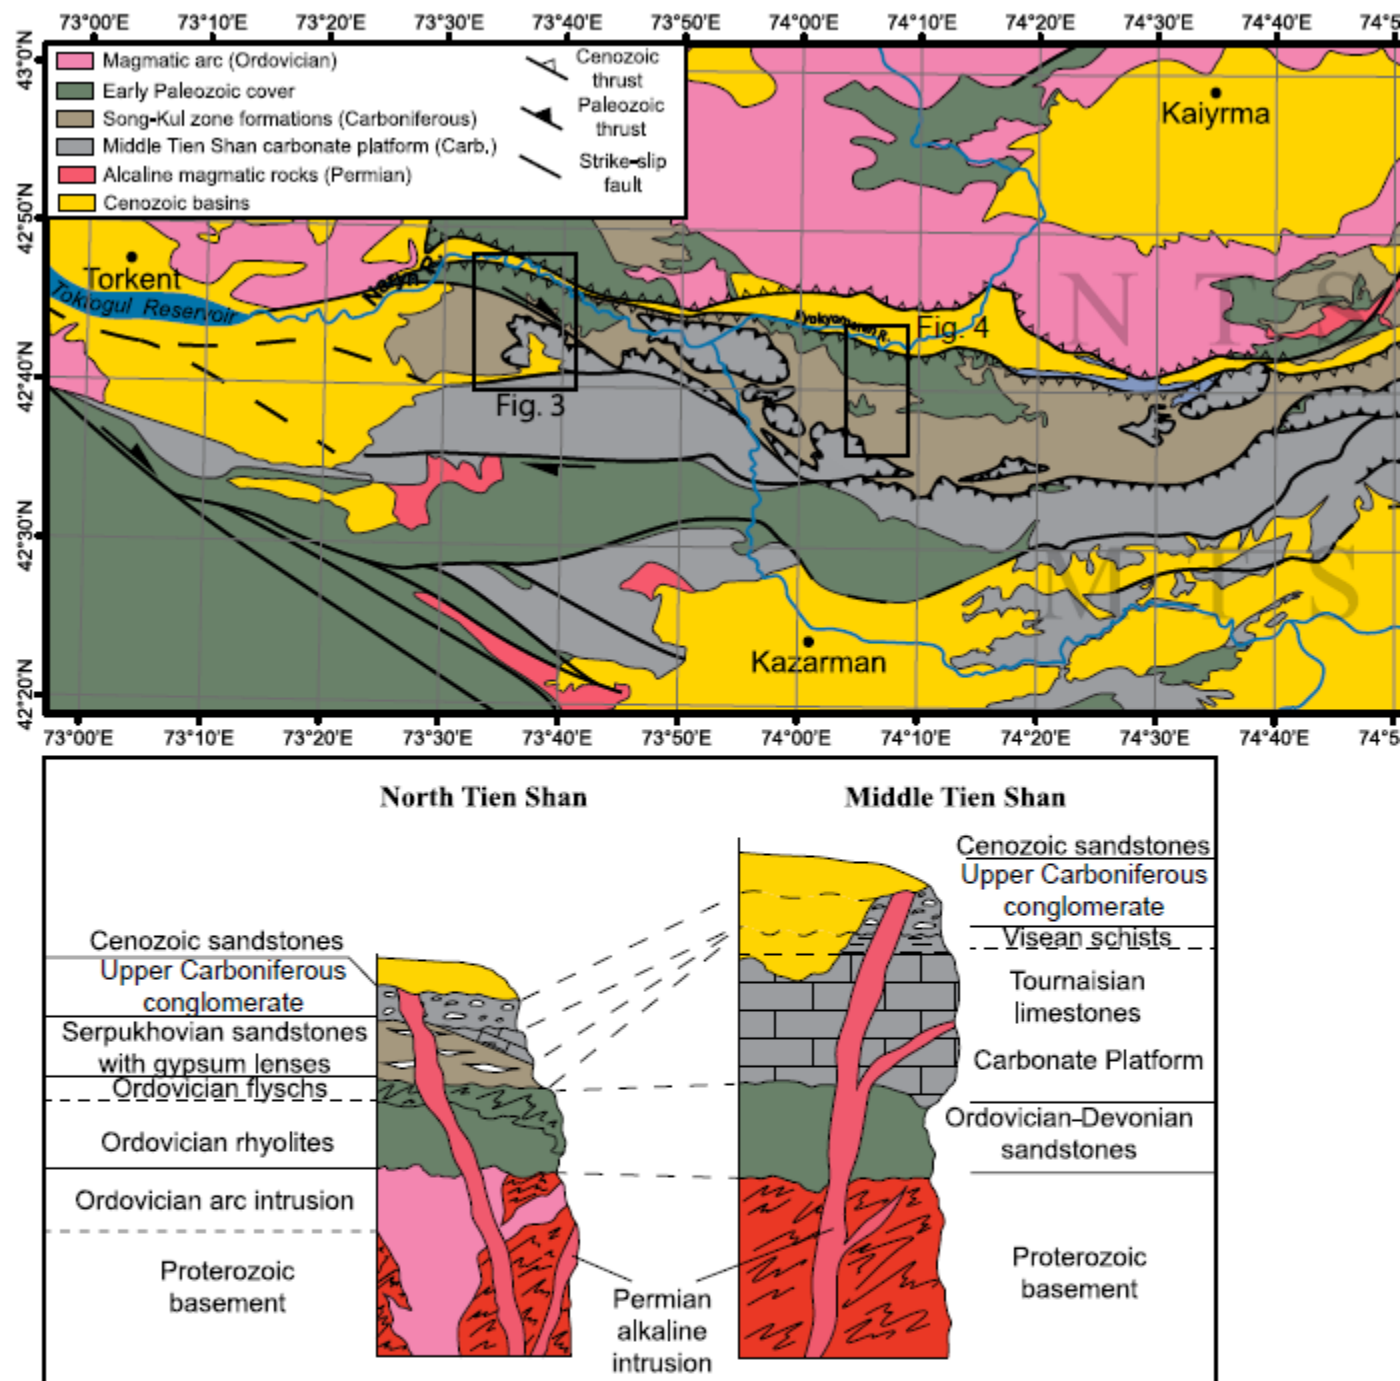 73°00'E 73°10'E 73°20'E 73°30'E 73°40'E 73°50'E 74°00'E 74°10'E 74°20'E 74°30'E 74°40'E 74°5
43°0'N
42°50'N
42°40'N
42°30'N
42°20'N
Magmatic arc (Ordovician)
Early Paleozoic cover
Song-Kul zone formations (Carboniferous)
Middle Tien Shan carbonate platform (Carb.)
Alcaline magmatic rocks (Permian)
Cenozoic basins
Cenozoic
thrust
Paleozoic
thrust
Strike-slip
fault
Kaiyrma
Torkent
Toktogul Reservoir
Naryn R.
Fig. 4
Fig. 3
N T S
M T S
Kazarman
73°00'E 73°10'E 73°20'E 73°30'E 73°40'E 73°50'E 74°00'E 74°10'E 74°20'E 74°30'E 74°40'E 74°5
North Tien Shan
Middle Tien Shan
Cenozoic sandstones
Upper Carboniferous
conglomerate
Serpukhovian sandstones
with gypsum lenses
Ordovician flyschs
Ordovician rhyolites
Ordovician arc intrusion
Proterozoic
basement
Permian
alkaline
intrusion
Cenozoic sandstones
Upper Carboniferous
conglomerate
Visean schists
Tournaisian
limestones
Carbonate Platform
Ordovician-Devonian
sandstones
Proterozoic
basement